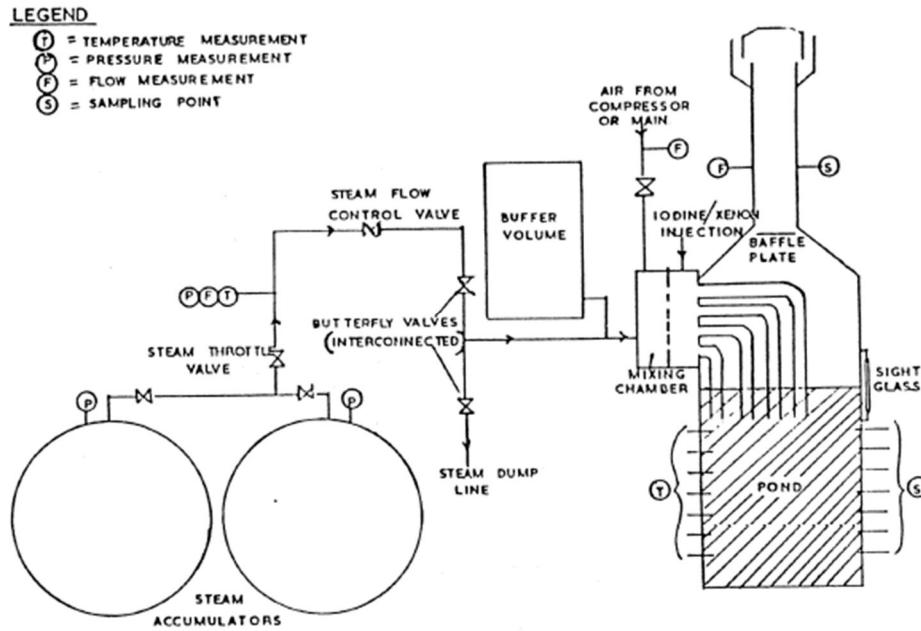 LEGEND
T = TEMPERATURE MEASUREMENT
P = PRESSURE MEASUREMENT
F = FLOW MEASUREMENT
S = SAMPLING POINT
AIR FROM
COMPRESSOR
OR MAIN
F
F
S
STEAM FLOW
CONTROL VALVE
BUFFER
VOLUME
IODINE/XENON
INJECTION
BAFFLE
PLATE
P F T
BUTTERFLY VALVES
(INTERCONNECTED)
STEAM THROTTLE
VALVE
MIXING
CHAMBER
SIGHT
GLASS
P
P
STEAM DUMP
LINE
T
POND
S
STEAM
ACCUMULATORS